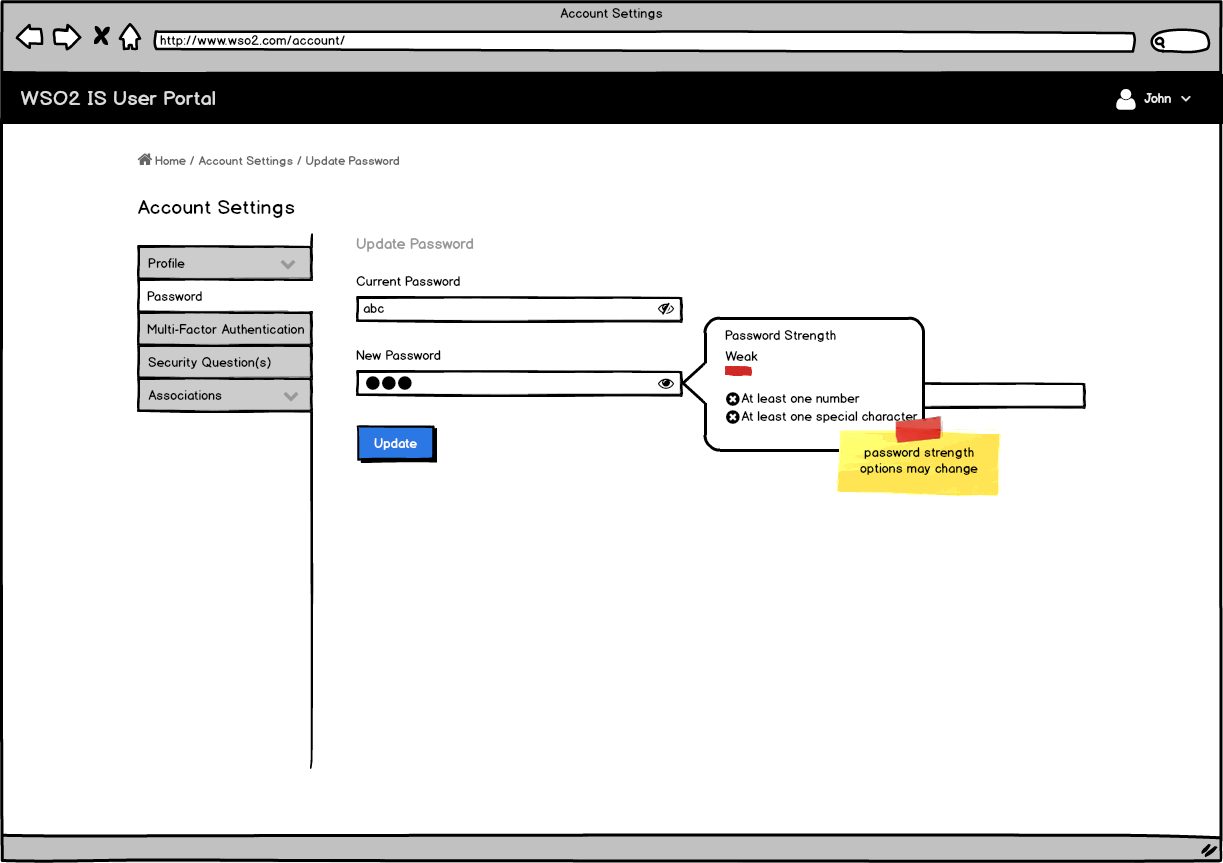 Account Settings
http://www.wso2.com/account/
WSO2 IS User Portal
John
Home / Account Settings / Update Password
Account Settings
Profile
Password
Multi-Factor Authentication
Security Question(s)
Associations
Update Password
Current Password
abc
New Password
Update
Password Strength
Weak
At least one number
At least one special character
password strength
options may change